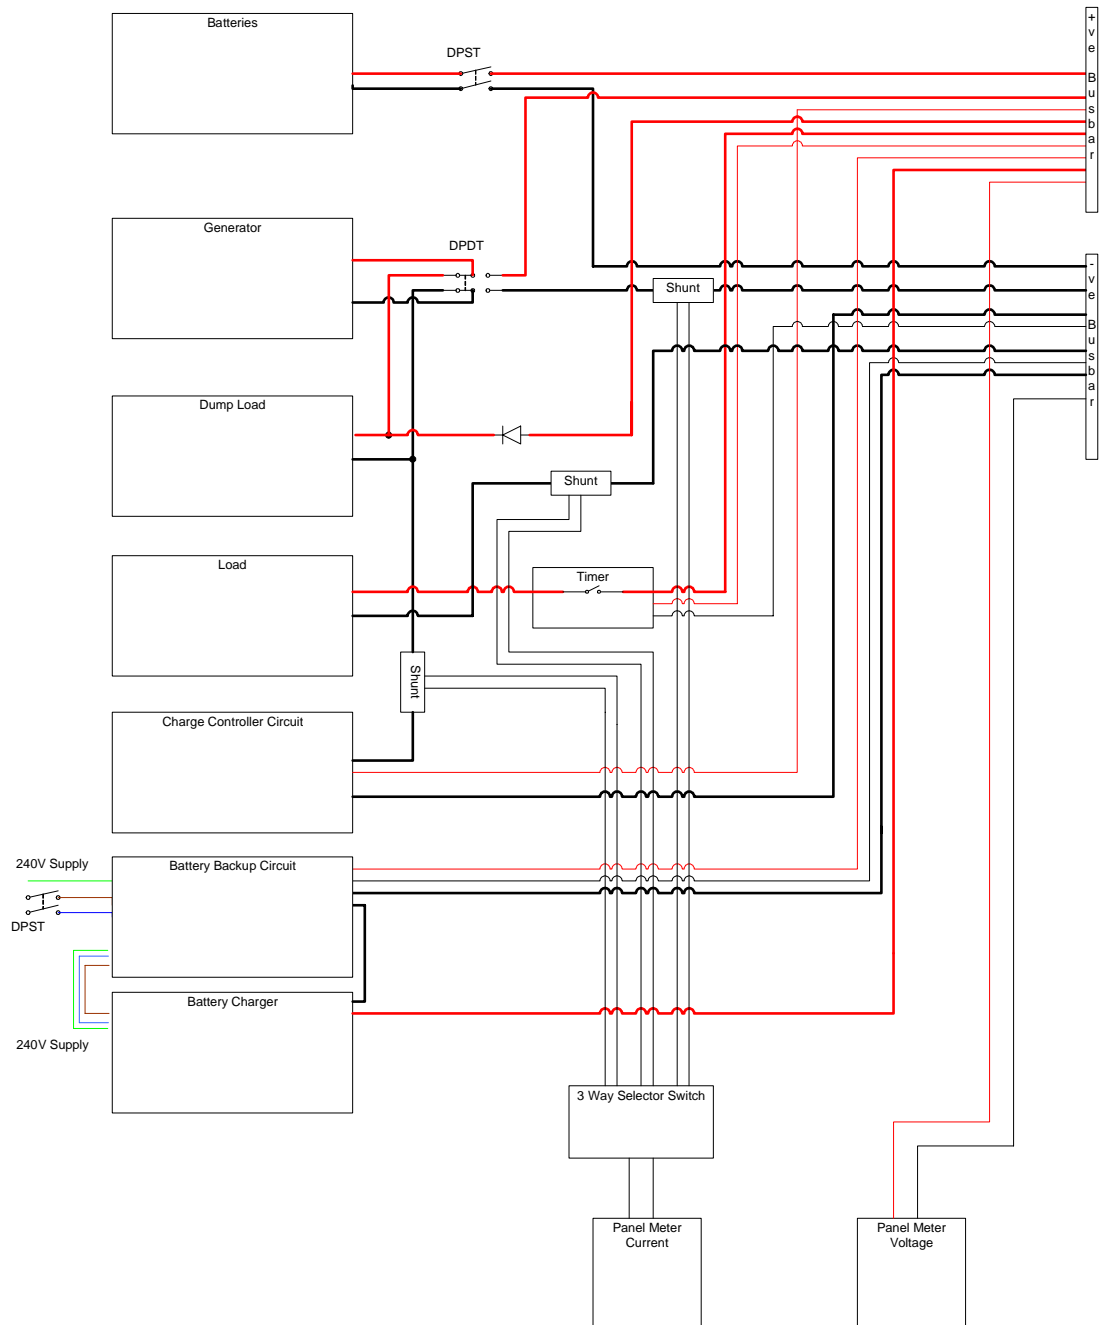 Batteries
DPST
+ve Busbar
Generator
DPDT
-ve Busbar
Shunt
Dump Load
Shunt
Load
Timer
Shunt
Charge Controller Circuit
240V Supply
Battery Backup Circuit
DPST
Battery Charger
240V Supply
3 Way Selector Switch
Panel Meter
Current
Panel Meter
Voltage